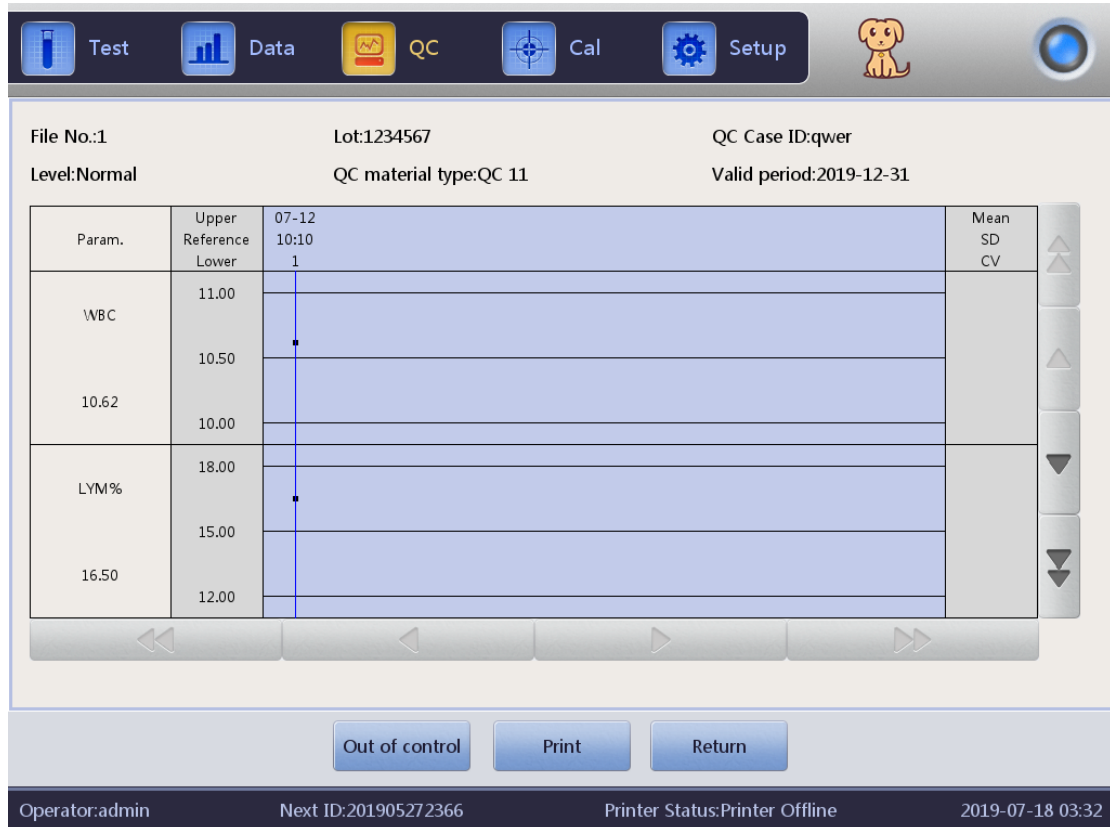 Test Data QC Cal Setup
File No.:1 Lot:1234567 QC Case ID:qwer
Level:Normal QC material type:QC 11 Valid period:2019-12-31
Param. Upper Reference Lower 07-12 10:10 1 Mean SD CV
WBC
10.62
11.00
10.50
10.00
LYM%
16.50
18.00
15.00
12.00
Out of control Print Return
Operator:admin Next ID:201905272366 Printer Status:Printer Offline 2019-07-18 03:32